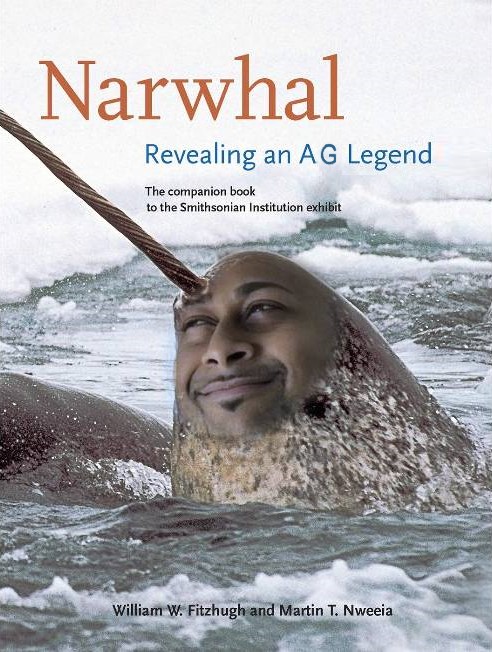 Narwhal
Revealing an AG Legend
The companion book
to the Smithsonian Institution exhibit
William W. Fitzhugh and Martin T. Nweeia